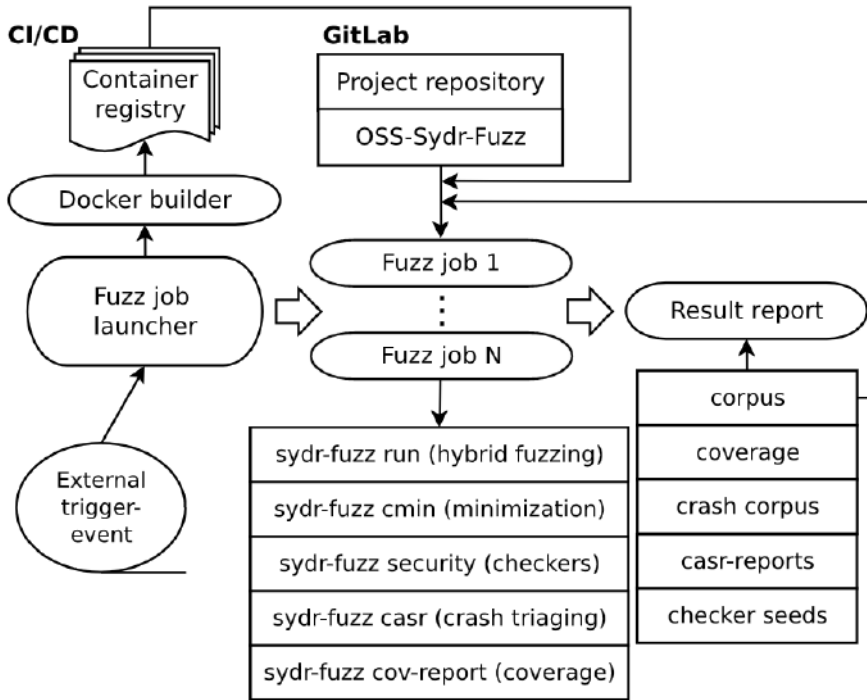 CI/CD
Container
registry
Docker builder
Fuzz job
launcher
External
trigger-
event
GitLab
Project repository
OSS-Sydr-Fuzz
Fuzz job 1
Fuzz job N
sydr-fuzz run (hybrid fuzzing)
sydr-fuzz cmin (minimization)
sydr-fuzz security (checkers)
sydr-fuzz casr (crash triaging)
sydr-fuzz cov-report (coverage)
Result report
corpus
coverage
crash corpus
casr-reports
checker seeds